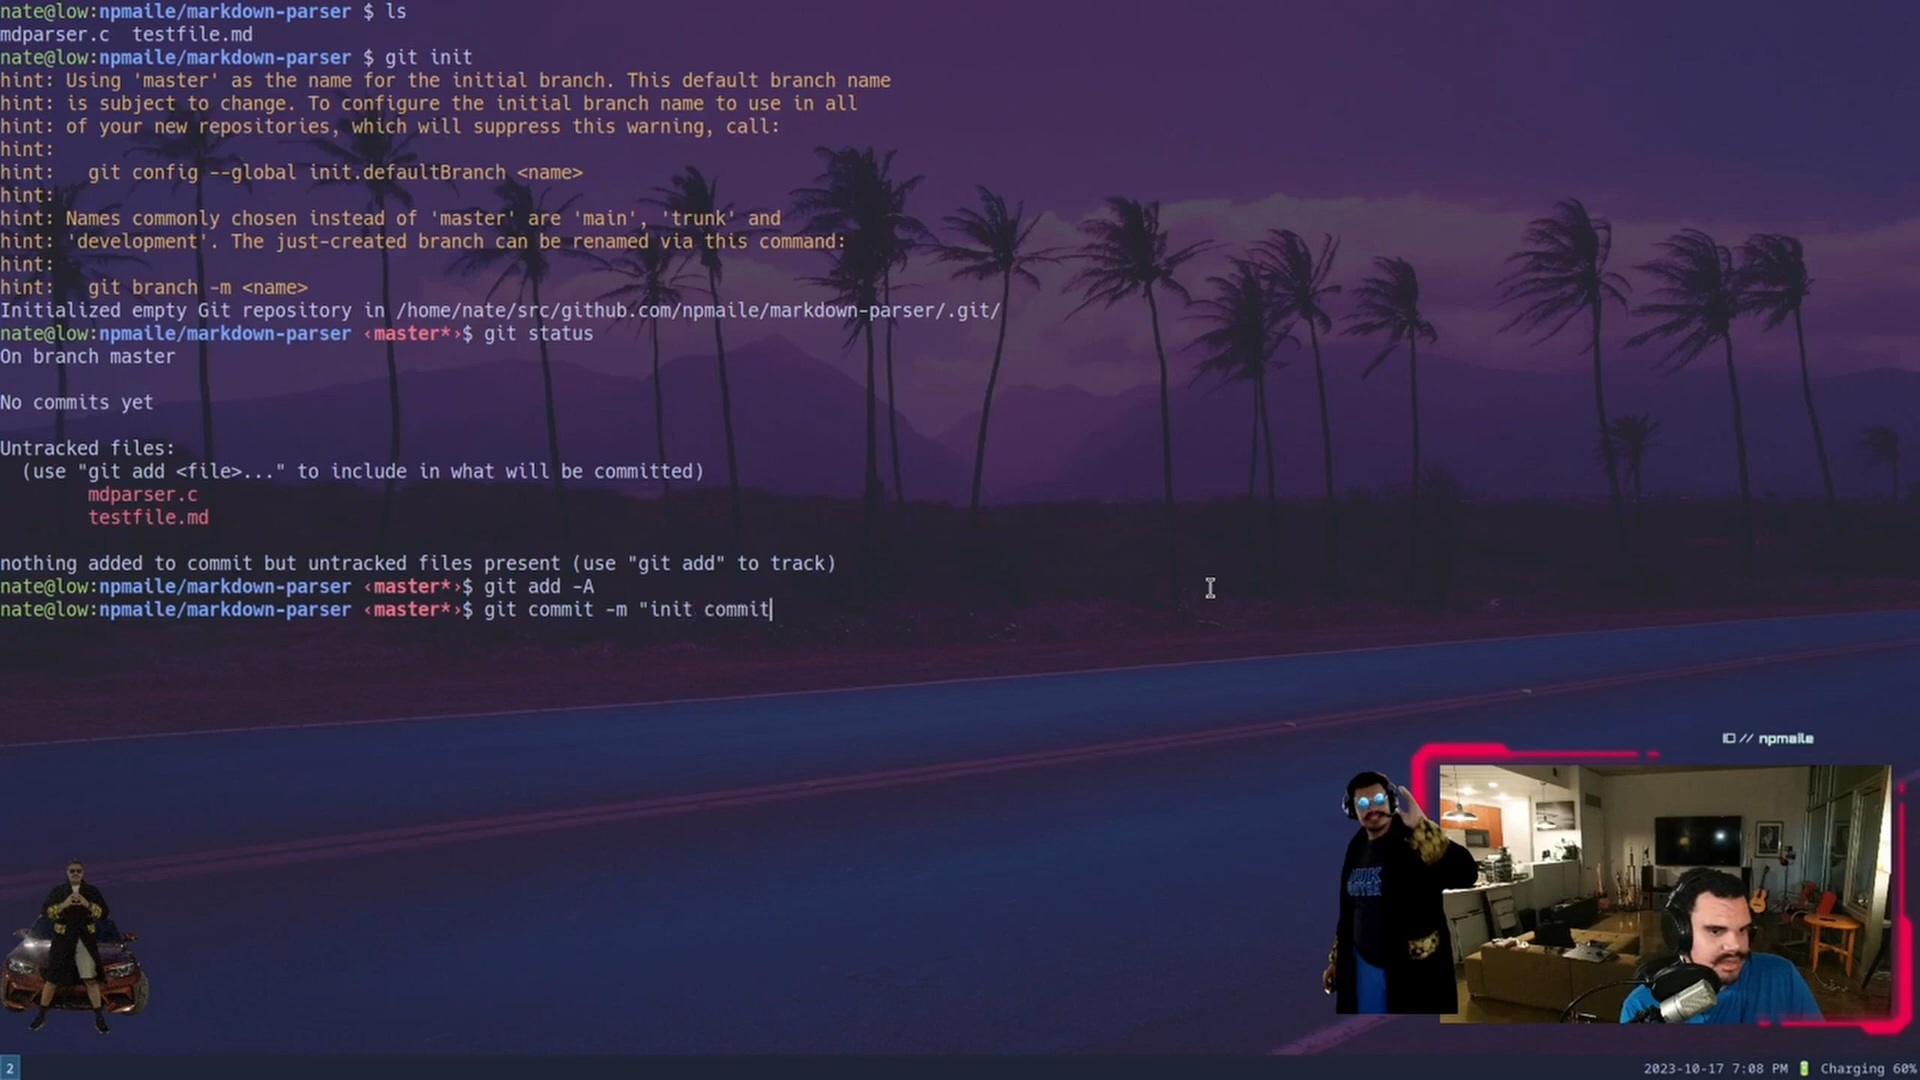 nate@low:npmaile/markdown-parser $ ls
mdparser.c  testfile.md
nate@low:npmaile/markdown-parser $ git init
hint: Using 'master' as the name for the initial branch. This default branch name
hint: is subject to change. To configure the initial branch name to use in all
hint: of your new repositories, which will suppress this warning, call:
hint:
hint:   git config --global init.defaultBranch <name>
hint:
hint: Names commonly chosen instead of 'master' are 'main', 'trunk' and
hint: 'development'. The just-created branch can be renamed via this command:
hint:
hint:   git branch -m <name>
Initialized empty Git repository in /home/nate/src/github.com/npmaile/markdown-parser/.git/
nate@low:npmaile/markdown-parser ‹master*›$ git status
On branch master
No commits yet
Untracked files:
  (use "git add <file>..." to include in what will be committed)
        mdparser.c
        testfile.md
nothing added to commit but untracked files present (use "git add" to track)
nate@low:npmaile/markdown-parser ‹master*›$ git add -A
nate@low:npmaile/markdown-parser ‹master*›$ git commit -m "init commit
// npmaile
2
2023-10-17 7:08 PM
Charging 60%